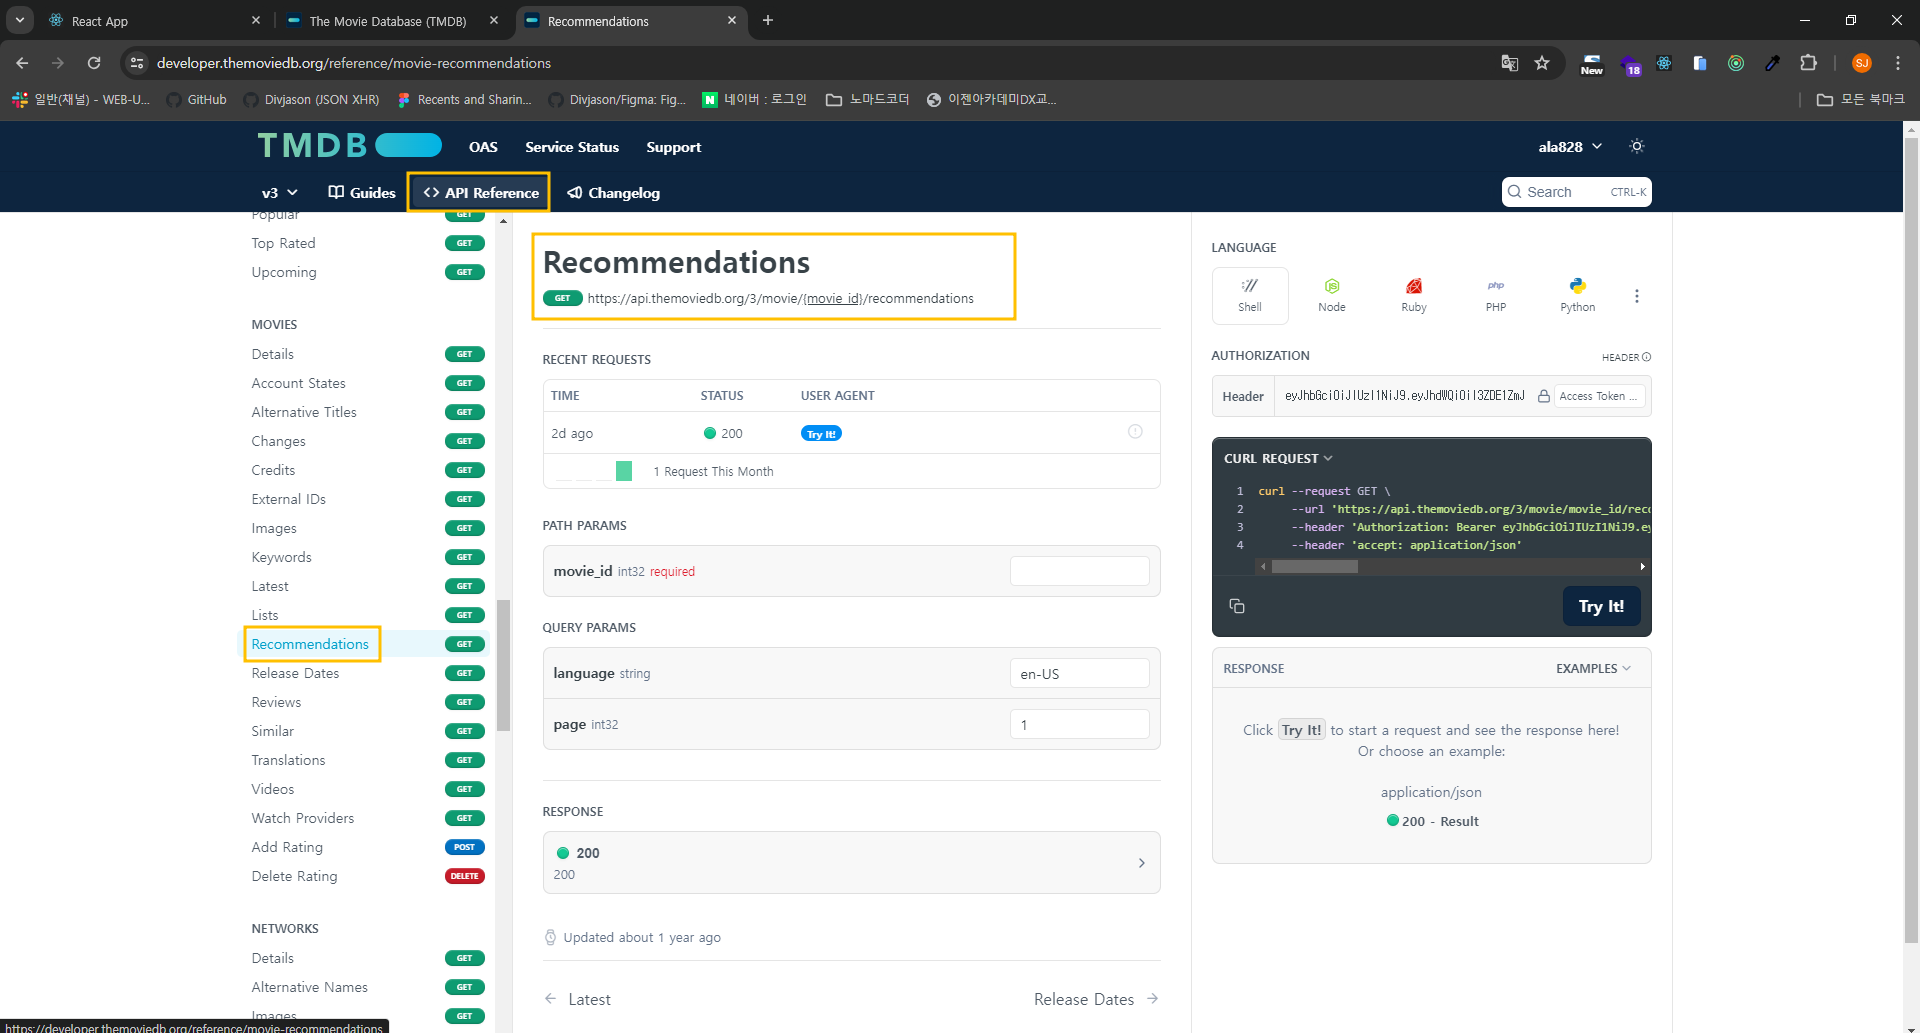 React App
The Movie Database (TMDB)
Recommendations
developer.themoviedb.org/reference/movie-recommendations
New
18
SJ
일반(채널) - WEB-U...
GitHub
Divjason (JSON XHR)
Recents and Sharin...
Divjason/Figma: Fig...
N 네이버 : 로그인
노마드코더
이젠아카데미DX교...
모든 북마크
TMDB
OAS
Service Status
Support
ala828
v3
Guides
<> API Reference
Changelog
Search
CTRL-K
Popular GET
Top Rated GET
Upcoming GET
MOVIES
Details GET
Account States GET
Alternative Titles GET
Changes GET
Credits GET
External IDs GET
Images GET
Keywords GET
Latest GET
Lists GET
Recommendations GET
Release Dates GET
Reviews GET
Similar GET
Translations GET
Videos GET
Watch Providers GET
Add Rating POST
Delete Rating DELETE
NETWORKS
Details GET
Alternative Names GET
Images GET
https://developer.themoviedb.org/reference/movie-recommendations
Recommendations
GET https://api.themoviedb.org/3/movie/{movie_id}/recommendations
RECENT REQUESTS
TIME STATUS USER AGENT
2d ago 200 Try It!
1 Request This Month
PATH PARAMS
movie_id int32 required
QUERY PARAMS
language string en-US
page int32 1
RESPONSE
200
200
Updated about 1 year ago
← Latest
Release Dates →
LANGUAGE
Shell
Node
Ruby
php
PHP
Python
AUTHORIZATION
HEADER
Header
eyJhbGciOiJIUzI1NiJ9.eyJhdWQiOiI3ZDE1ZmJ
Access Token ...
CURL REQUEST
1 curl --request GET \
2 --url 'https://api.themoviedb.org/3/movie/movie_id/reco
3 --header 'Authorization: Bearer eyJhbGciOiJIUzI1NiJ9.ey
4 --header 'accept: application/json'
Try It!
RESPONSE
EXAMPLES
Click Try It! to start a request and see the response here!
Or choose an example:
application/json
200 - Result